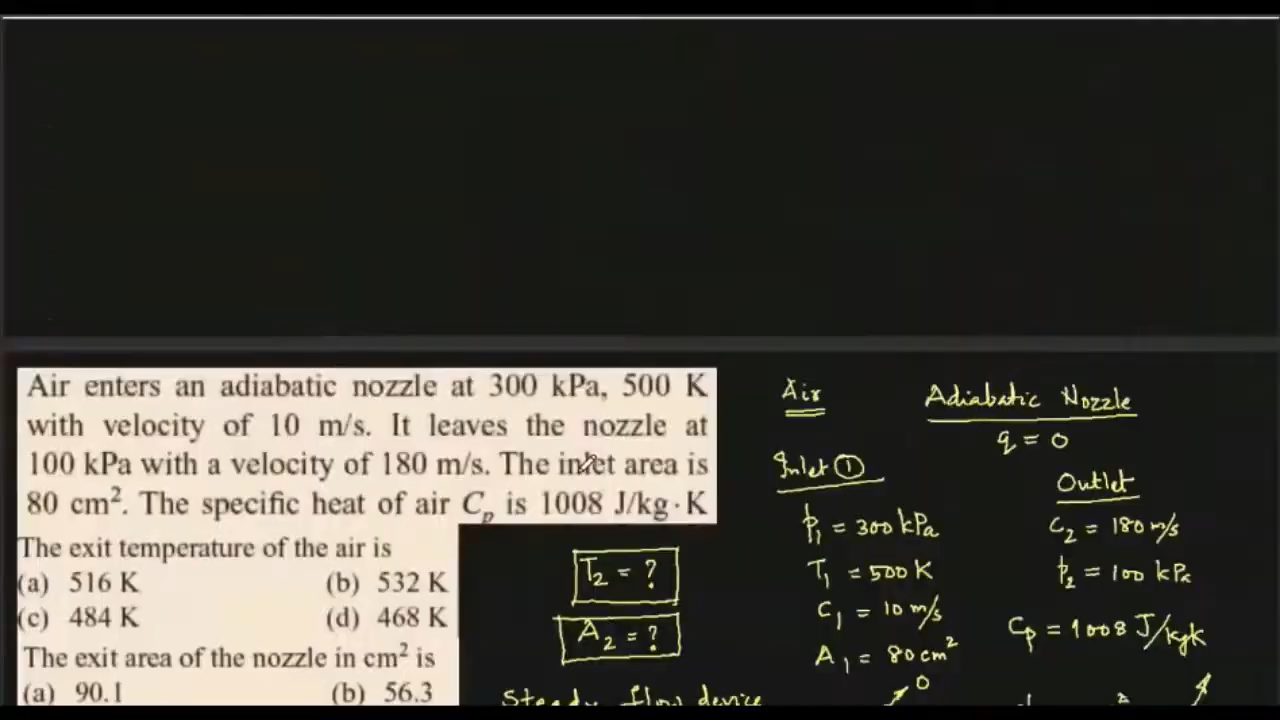 Air enters an adiabatic nozzle at 300 kPa, 500 K
with velocity of 10 m/s. It leaves the nozzle at
100 kPa with a velocity of 180 m/s. The inlet area is
80 cm². The specific heat of air Cₚ is 1008 J/kg·K
The exit temperature of the air is
(a) 516 K (b) 532 K
(c) 484 K (d) 468 K
The exit area of the nozzle in cm² is
(a) 90.1 (b) 56.3
T₂ = ?
A₂ = ?
Steady flow device
Air
Adiabatic Nozzle
q = 0
Inlet ①
p₁ = 300 kPa
T₁ = 500 K
C₁ = 10 m/s
A₁ = 80 cm²
Outlet
C₂ = 180 m/s
p₂ = 100 kPa
Cp = 1008 J/kgK
0
2